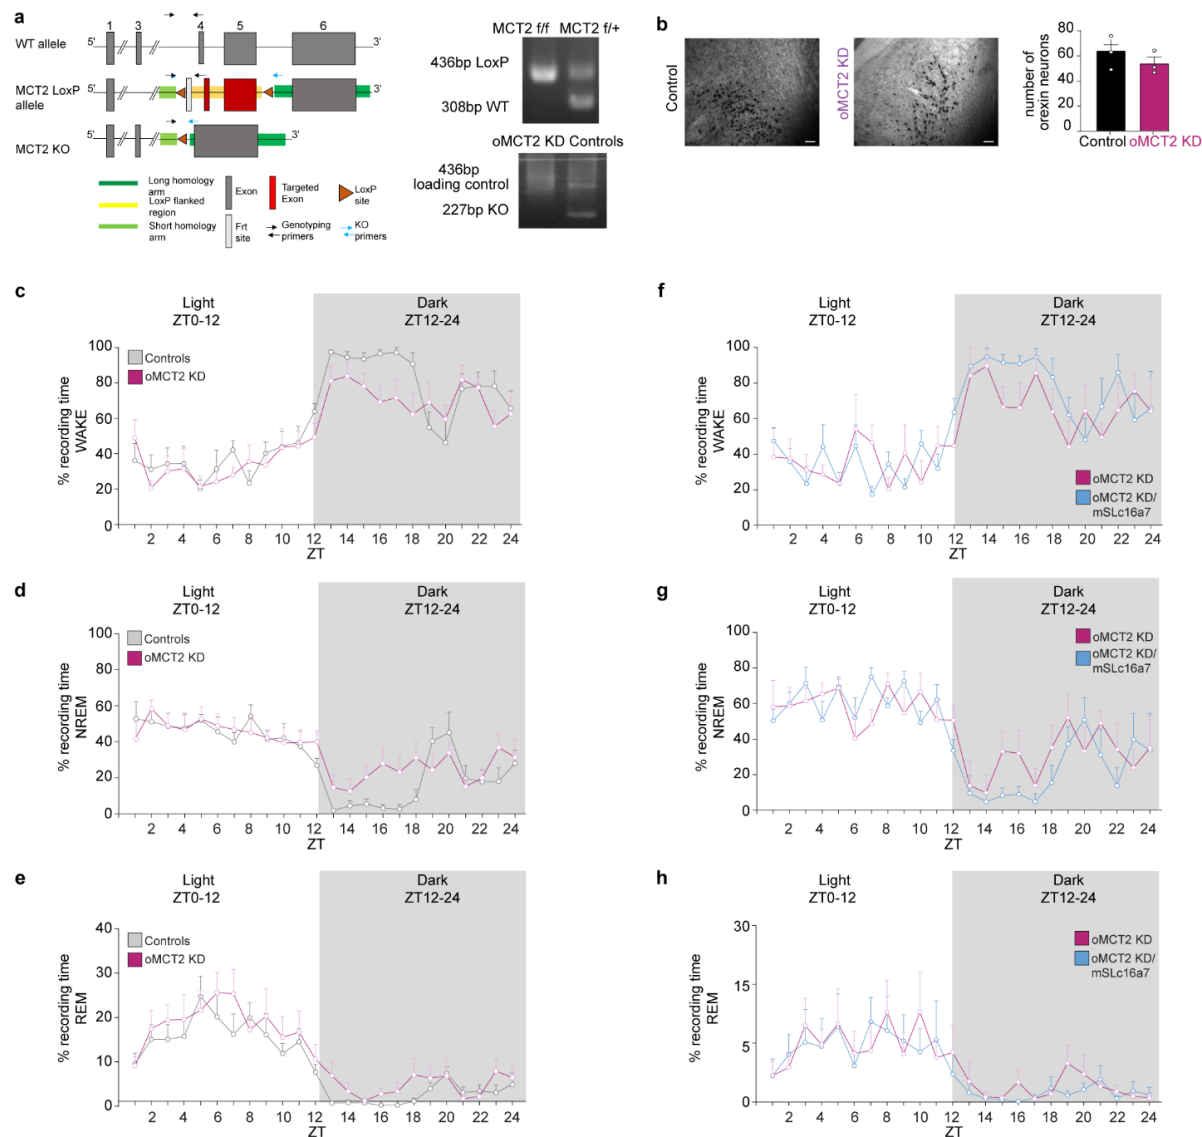 a
1
3
4
5
6
WT allele
5'
3'
MCT2 LoxP
allele
5'
3'
MCT2 KO
5'
3'
Long homology
arm
LoxP flanked
region
Short homology
arm
Exon
Frt
site
Targeted
Exon
Genotyping
primers
LoxP
site
KO
primers
MCT2 f/f MCT2 f/+
436bp LoxP
308bp WT
oMCT2 KD Controls
436bp
loading control
227bp KO
b
Control
oMCT2 KD
number of
orexin neurons
80
60
40
20
0
Control oMCT2 KD
c
Light
ZT0-12
Dark
ZT12-24
Controls
oMCT2 KD
% recording time
WAKE
100
80
60
40
20
0
2 4 6 8 10 12 14 16 18 20 22 24
ZT
f
Light
ZT0-12
Dark
ZT12-24
% recording time
WAKE
100
80
60
40
20
0
oMCT2 KD
oMCT2 KD/
mSLc16a7
2 4 6 8 10 12 14 16 18 20 22 24
ZT
d
Light
ZT0-12
Dark
ZT12-24
Controls
oMCT2 KD
% recording time
NREM
100
80
60
40
20
0
2 4 6 8 10 12 14 16 18 20 22 24
ZT
g
Light
ZT0-12
Dark
ZT12-24
oMCT2 KD
oMCT2 KD/
mSLc16a7
% recording time
NREM
100
80
60
40
20
0
2 4 6 8 10 12 14 16 18 20 22 24
ZT
e
Light
ZT0-12
Dark
ZT12-24
Controls
oMCT2 KD
% recording time
REM
40
30
20
10
0
2 4 6 8 10 12 14 16 18 20 22 24
ZT
h
Light
ZT0-12
Dark
ZT12-24
oMCT2 KD
oMCT2 KD/
mSLc16a7
% recording time
REM
30
15
5
0
2 4 6 8 10 12 14 16 18 20 22 24
ZT